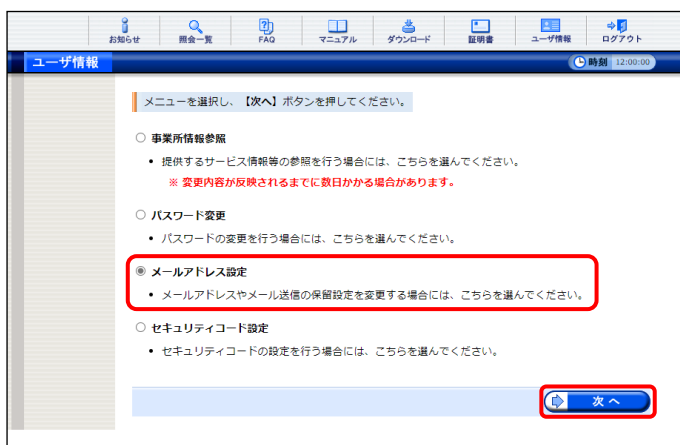 お知らせ 照会一覧 FAQ マニュアル ダウンロード 証明書 ユーザ情報 ログアウト
ユーザ情報 時刻 12:00:00
メニューを選択し、【次へ】ボタンを押してください。
事業所情報参照
• 提供するサービス情報等の参照を行う場合には、こちらを選んでください。
※ 変更内容が反映されるまでに数日かかる場合があります。
パスワード変更
• パスワードの変更を行う場合には、こちらを選んでください。
メールアドレス設定
• メールアドレスやメール送信の保留設定を変更する場合には、こちらを選んでください。
セキュリティコード設定
• セキュリティコードの設定を行う場合には、こちらを選んでください。
次 へ